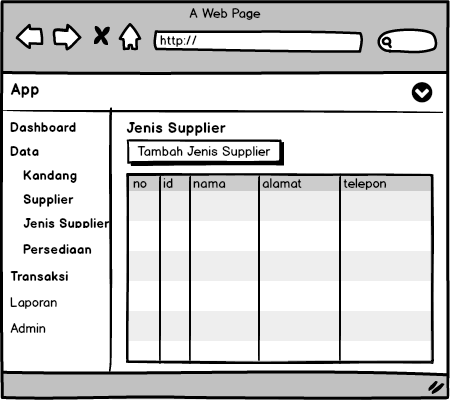 A Web Page
http://
App
Dashboard
Data
Kandang
Supplier
Jenis Supplier
Persediaan
Transaksi
Laporan
Admin
Jenis Supplier
Tambah Jenis Supplier
no id nama alamat telepon